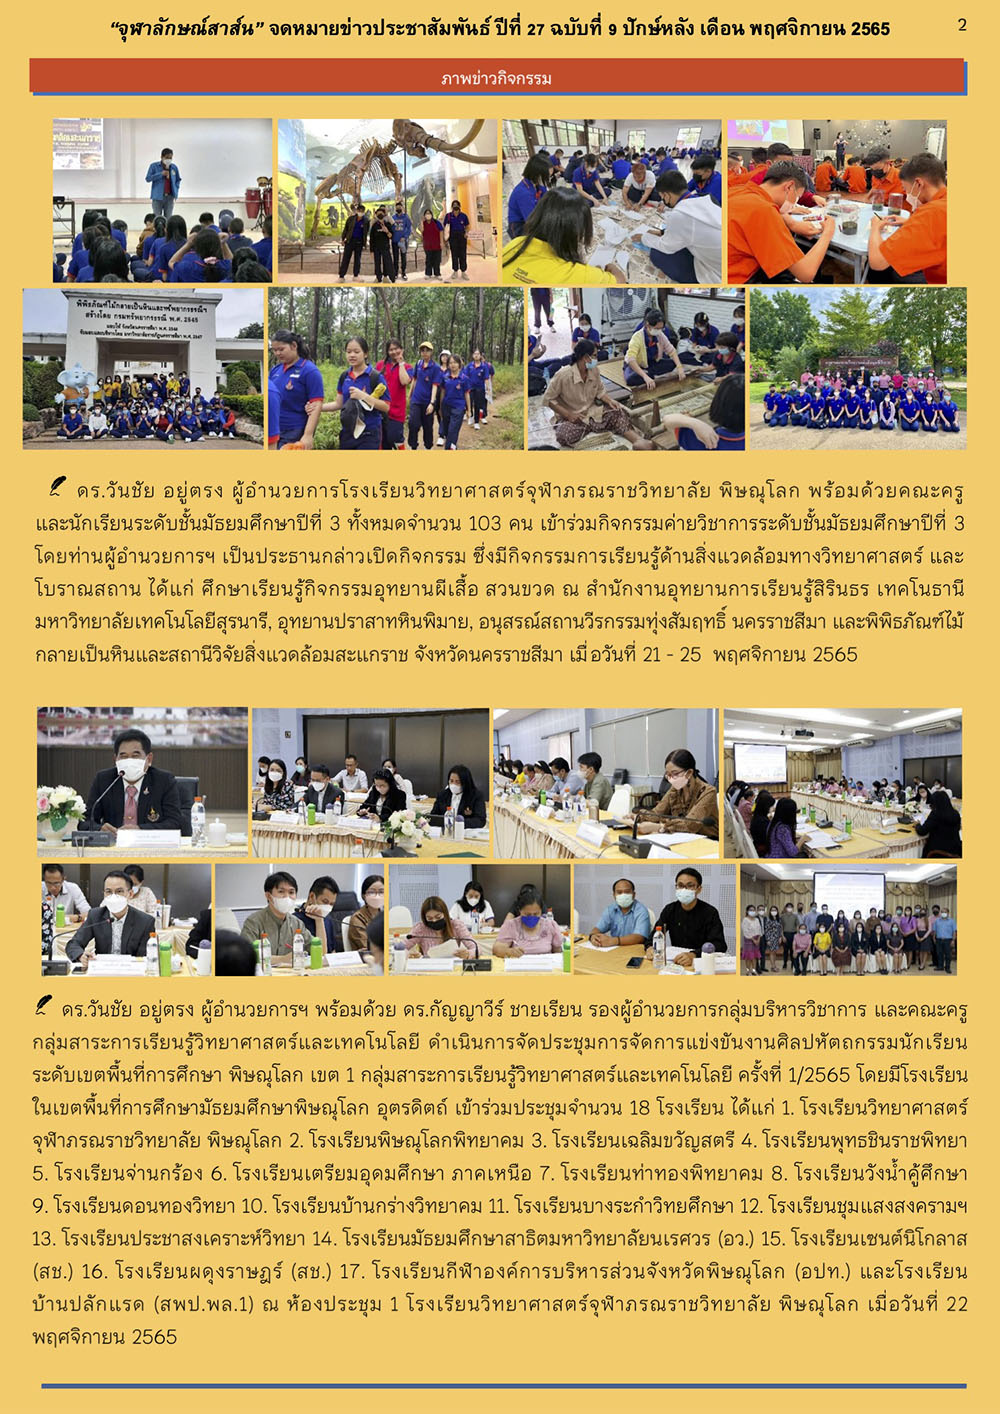 “จุฬาลักษณ์สาส์น” จดหมายข่าวประชาสัมพันธ์ ปีที่ 27 ฉบับที่ 9 ปักษ์หลัง เดือน พฤศจิกายน 2565
2
ภาพข่าวกิจกรรม
พิพิธภัณฑ์ไม้กลายเป็นหินและทรัพยากรธรณีฯ
สร้างโดย กรมทรัพยากรธรณี พ.ศ. 2545
ดร.วันชัย อยู่ตรง ผู้อำนวยการโรงเรียนวิทยาศาสตร์จุฬาภรณราชวิทยาลัย พิษณุโลก พร้อมด้วยคณะครู
และนักเรียนระดับชั้นมัธยมศึกษาปีที่ 3 ทั้งหมดจำนวน 103 คน เข้าร่วมกิจกรรมค่ายวิชาการระดับชั้นมัธยมศึกษาปีที่ 3
โดยท่านผู้อำนวยการฯ เป็นประธานกล่าวเปิดกิจกรรม ซึ่งมีกิจกรรมการเรียนรู้ด้านสิ่งแวดล้อมทางวิทยาศาสตร์ และ
โบราณสถาน ได้แก่ ศึกษาเรียนรู้กิจกรรมอุทยานผีเสื้อ สวนขวด ณ สำนักงานอุทยานการเรียนรู้สิรินธร เทคโนธานี
มหาวิทยาลัยเทคโนโลยีสุรนารี, อุทยานปราสาทหินพิมาย, อนุสรณ์สถานวีรกรรมทุ่งสัมฤทธิ์ นครราชสีมา และพิพิธภัณฑ์ไม้
กลายเป็นหินและสถานีวิจัยสิ่งแวดล้อมสะแกราช จังหวัดนครราชสีมา เมื่อวันที่ 21 - 25 พฤศจิกายน 2565
ดร.วันชัย อยู่ตรง ผู้อำนวยการฯ พร้อมด้วย ดร.กัญญาวีร์ ชายเรียน รองผู้อำนวยการกลุ่มบริหารวิชาการ และคณะครู
กลุ่มสาระการเรียนรู้วิทยาศาสตร์และเทคโนโลยี ดำเนินการจัดประชุมการจัดการแข่งขันงานศิลปหัตถกรรมนักเรียน
ระดับเขตพื้นที่การศึกษา พิษณุโลก เขต 1 กลุ่มสาระการเรียนรู้วิทยาศาสตร์และเทคโนโลยี ครั้งที่ 1/2565 โดยมีโรงเรียน
ในเขตพื้นที่การศึกษามัธยมศึกษาพิษณุโลก อุตรดิตถ์ เข้าร่วมประชุมจำนวน 18 โรงเรียน ได้แก่ 1. โรงเรียนวิทยาศาสตร์
จุฬาภรณราชวิทยาลัย พิษณุโลก 2. โรงเรียนพิษณุโลกพิทยาคม 3. โรงเรียนเฉลิมขวัญสตรี 4. โรงเรียนพุทธชินราชพิทยา
5. โรงเรียนจ่านกร้อง 6. โรงเรียนเตรียมอุดมศึกษา ภาคเหนือ 7. โรงเรียนท่าทองพิทยาคม 8. โรงเรียนวังน้ำคู้ศึกษา
9. โรงเรียนดอนทองวิทยา 10. โรงเรียนบ้านกร่างวิทยาคม 11. โรงเรียนบางระกำวิทยศึกษา 12. โรงเรียนชุมแสงสงครามฯ
13. โรงเรียนประชาสงเคราะห์วิทยา 14. โรงเรียนมัธยมศึกษาสาธิตมหาวิทยาลัยนเรศวร (อว.) 15. โรงเรียนเซนต์นิโกลาส
(สช.) 16. โรงเรียนผดุงราษฎร์ (สช.) 17. โรงเรียนกีฬาองค์การบริหารส่วนจังหวัดพิษณุโลก (อปท.) และโรงเรียน
บ้านปลักแรด (สพป.พล.1) ณ ห้องประชุม 1 โรงเรียนวิทยาศาสตร์จุฬาภรณราชวิทยาลัย พิษณุโลก เมื่อวันที่ 22
พฤศจิกายน 2565